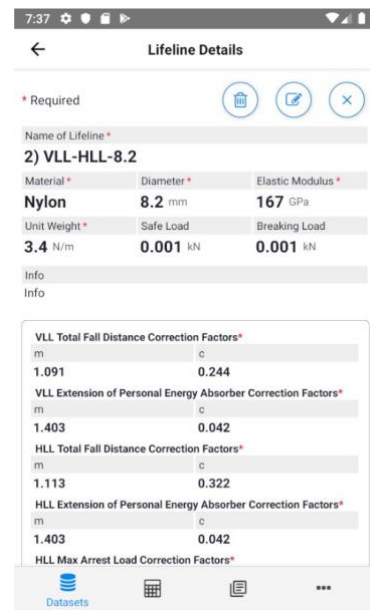 7:37
Lifeline Details
* Required
Name of Lifeline *
2) VLL-HLL-8.2
Material * Diameter * Elastic Modulus *
Nylon 8.2 mm 167 GPa
Unit Weight * Safe Load Breaking Load
3.4 N/m 0.001 kN 0.001 kN
Info
Info
VLL Total Fall Distance Correction Factors*
m c
1.091 0.244
VLL Extension of Personal Energy Absorber Correction Factors*
m c
1.403 0.042
HLL Total Fall Distance Correction Factors*
m c
1.113 0.322
HLL Extension of Personal Energy Absorber Correction Factors*
m c
1.403 0.042
HLL Max Arrest Load Correction Factors*
Datasets